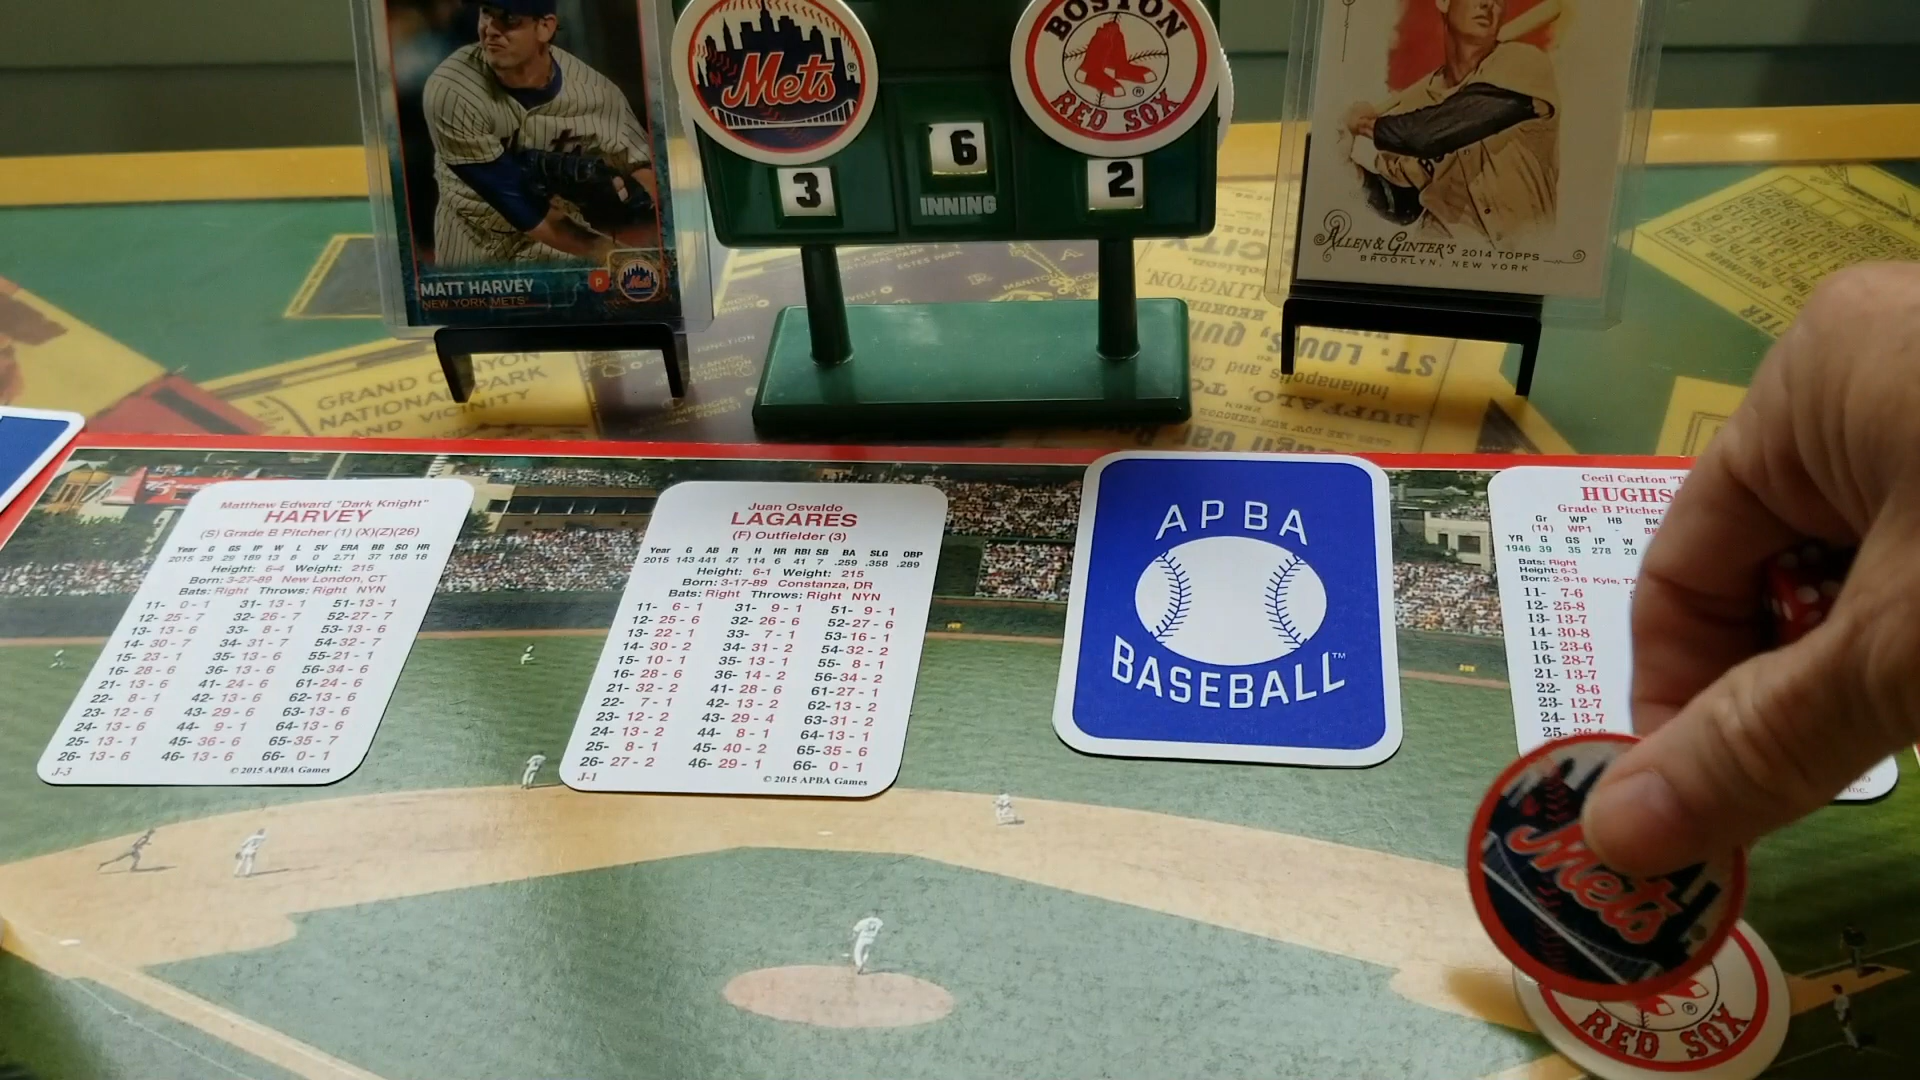 Mets
BOSTON
RED SOX
3
6
INNING
2
MATT HARVEY
NEW YORK METS
P
Mets
ALLEN & GINTER'S 2014 TOPPS
BROOKLYN, NEW YORK
GRAND CANYON
NATIONAL PARK
AND VICINITY
ESTES PARK
ST. LOUIS,
Indianapolis and
BUFFALO,
Matthew Edward "Dark Knight"
HARVEY
(S) Grade B Pitcher (1) (X)(Z)(26)
Year G GS IP W L SV ERA BB SO HR
2015 29 29 189 13 8 0 2.71 37 188 18
Height: 6-4 Weight: 215
Born: 3-27-89 New London, CT
Bats: Right Throws: Right NYN
11- 0 - 1 31- 13 - 1 51- 13 - 1
12- 25 - 7 32- 26 - 7 52- 27 - 7
13- 13 - 6 33- 8 - 1 53- 13 - 6
14- 30 - 7 34- 31 - 7 54- 32 - 7
15- 23 - 1 35- 13 - 6 55- 21 - 1
16- 28 - 6 36- 13 - 6 56- 34 - 6
21- 13 - 6 41- 24 - 6 61- 24 - 6
22- 8 - 1 42- 13 - 6 62- 13 - 6
23- 12 - 6 43- 29 - 6 63- 13 - 6
24- 13 - 6 44- 9 - 1 64- 13 - 6
25- 13 - 1 45- 36 - 6 65- 35 - 7
26- 13 - 6 46- 13 - 6 66- 0 - 1
J-3 © 2015 APBA Games
Juan Osvaldo
LAGARES
(F) Outfielder (3)
Year G AB R H HR RBI SB BA SLG OBP
2015 143 441 47 114 6 41 7 .259 .358 .289
Height: 6-1 Weight: 215
Born: 3-17-89 Constanza, DR
Bats: Right Throws: Right NYN
11- 6 - 1 31- 9 - 1 51- 9 - 1
12- 25 - 6 32- 26 - 6 52- 27 - 6
13- 22 - 1 33- 7 - 1 53- 16 - 1
14- 30 - 2 34- 31 - 2 54- 32 - 2
15- 10 - 1 35- 13 - 1 55- 8 - 1
16- 28 - 6 36- 14 - 2 56- 34 - 2
21- 32 - 2 41- 28 - 6 61- 27 - 1
22- 7 - 1 42- 13 - 2 62- 13 - 2
23- 12 - 2 43- 29 - 4 63- 31 - 2
24- 13 - 2 44- 8 - 1 64- 13 - 1
25- 8 - 1 45- 40 - 2 65- 35 - 6
26- 27 - 2 46- 29 - 1 66- 1
J-1 © 2015 APBA Games
APBA
BASEBALL™
Cecil Carlton
Grade B Pitcher
Gr WP HB
(14) WP1 -
YR G GS IP W
1946 39 35 278 20
Bats: Right
Height: 6-3
Born: 2-9-16 Kyle,
11- 7-6
12- 25-8
13- 13-7
14- 30-8
15- 23-6
16- 28-7
21- 13-7
22- 8-6
23- 12-7
24- 13-7
Mets
RED SOX